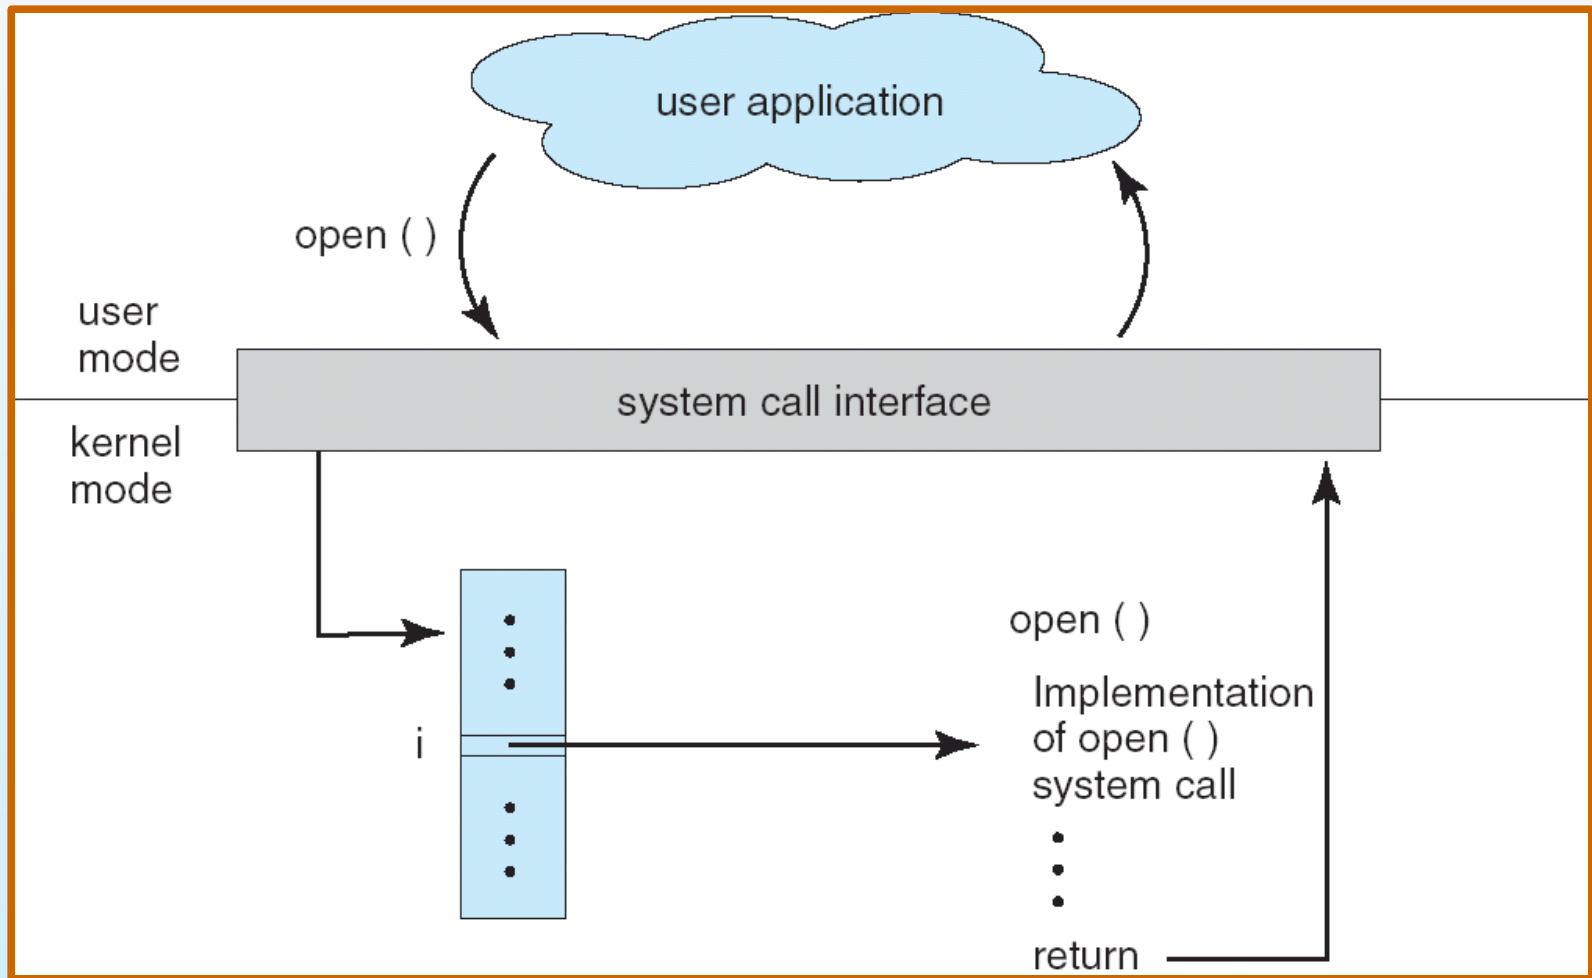 user application
open ( )
user
mode
system call interface
kernel
mode
open ( )
Implementation
of open ( )
system call
i
return